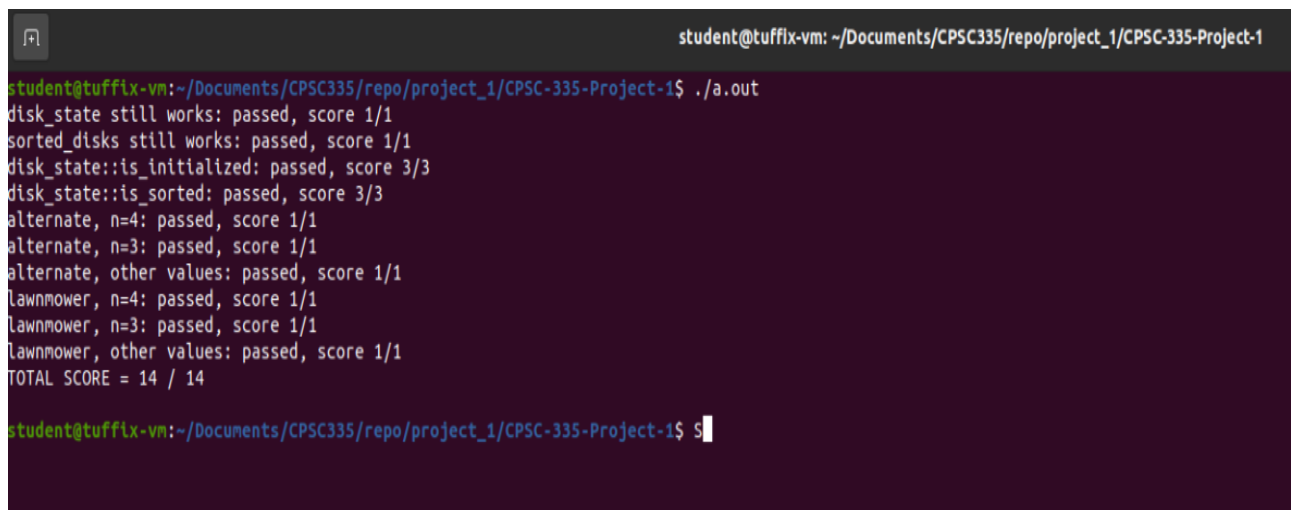 student@tuffix-vm: ~/Documents/CPSC335/repo/project_1/CPSC-335-Project-1
student@tuffix-vm:~/Documents/CPSC335/repo/project_1/CPSC-335-Project-1$ ./a.out
disk_state still works: passed, score 1/1
sorted_disks still works: passed, score 1/1
disk_state::is_initialized: passed, score 3/3
disk_state::is_sorted: passed, score 3/3
alternate, n=4: passed, score 1/1
alternate, n=3: passed, score 1/1
alternate, other values: passed, score 1/1
lawnmower, n=4: passed, score 1/1
lawnmower, n=3: passed, score 1/1
lawnmower, other values: passed, score 1/1
TOTAL SCORE = 14 / 14
student@tuffix-vm:~/Documents/CPSC335/repo/project_1/CPSC-335-Project-1$ S